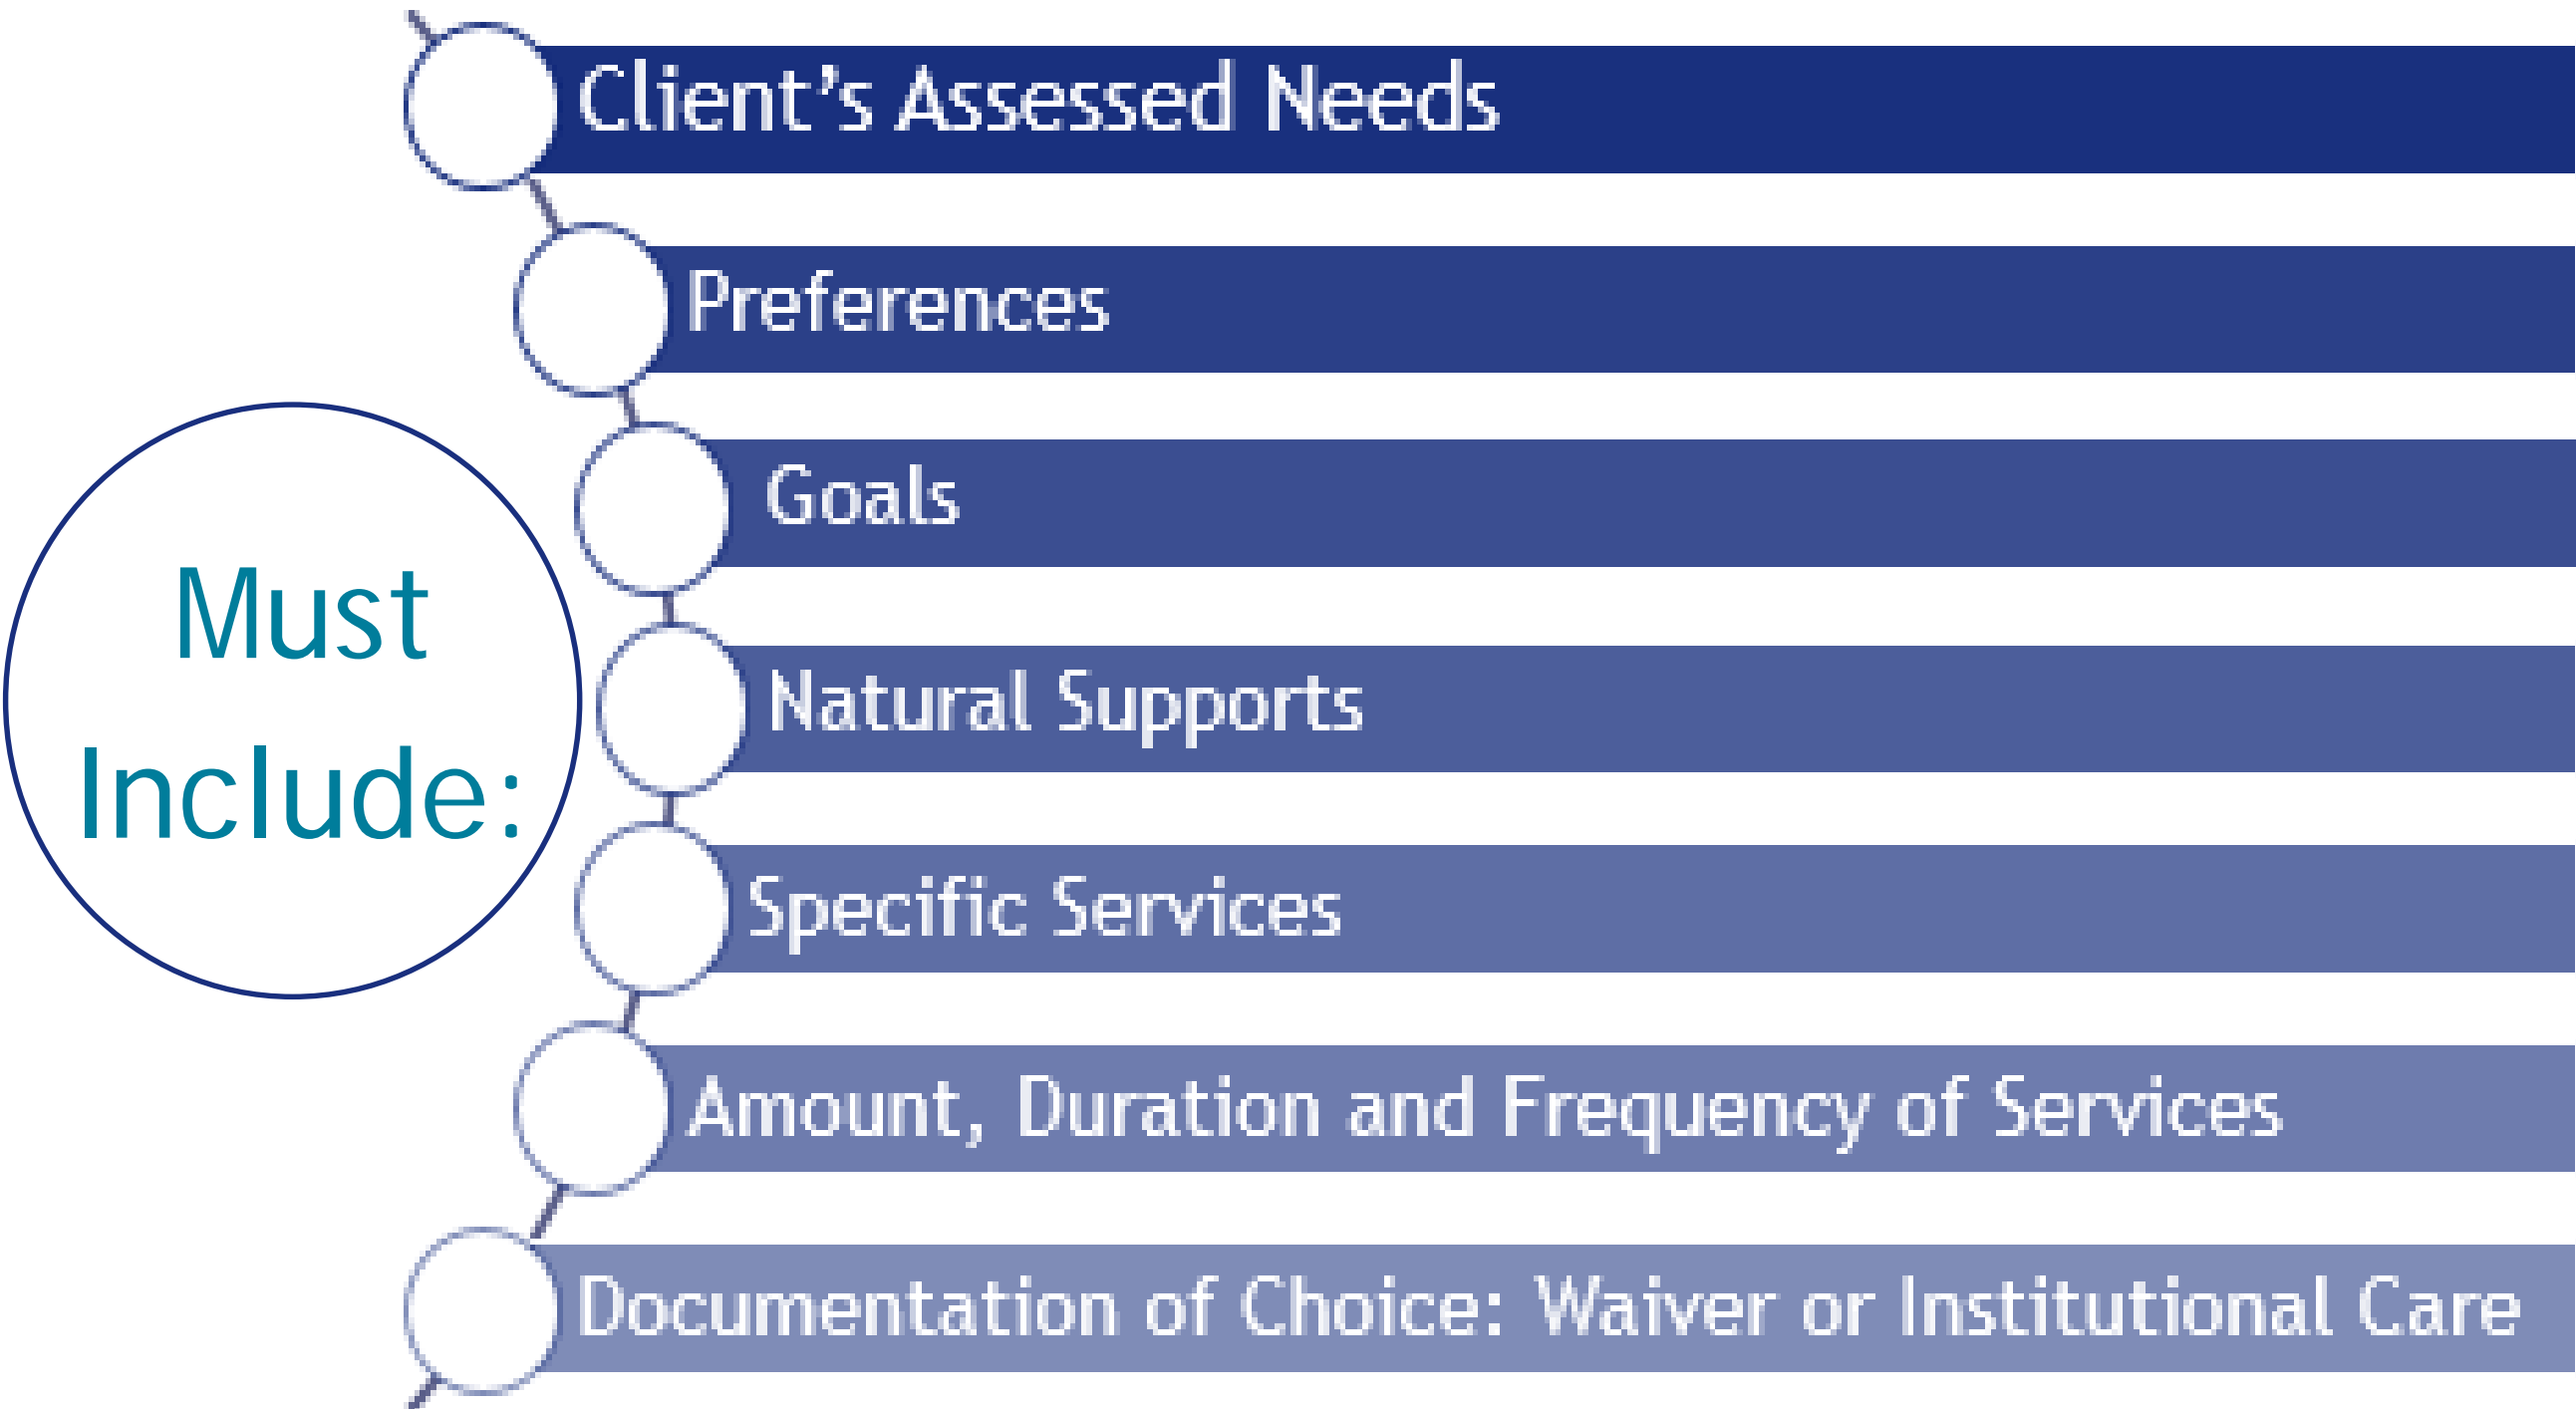 Must
Include:
Client’s Assessed Needs
Preferences
Goals
Natural Supports
Specific Services
Amount, Duration and Frequency of Services
Documentation of Choice: Waiver or Institutional Care